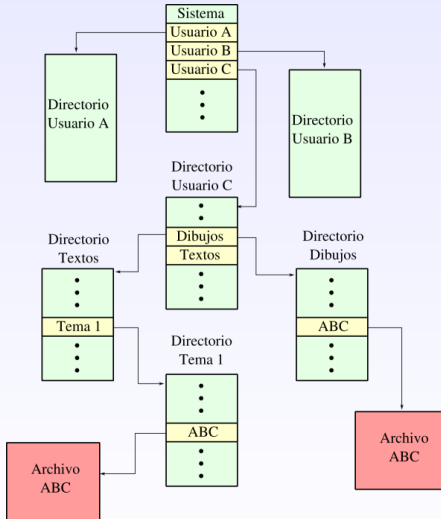 Sistema
Usuario A
Usuario B
Usuario C
Directorio
Usuario A
Directorio
Usuario B
Directorio
Usuario C
Dibujos
Textos
Directorio
Textos
Directorio
Dibujos
Tema 1
ABC
Directorio
Tema 1
ABC
Archivo
ABC
Archivo
ABC